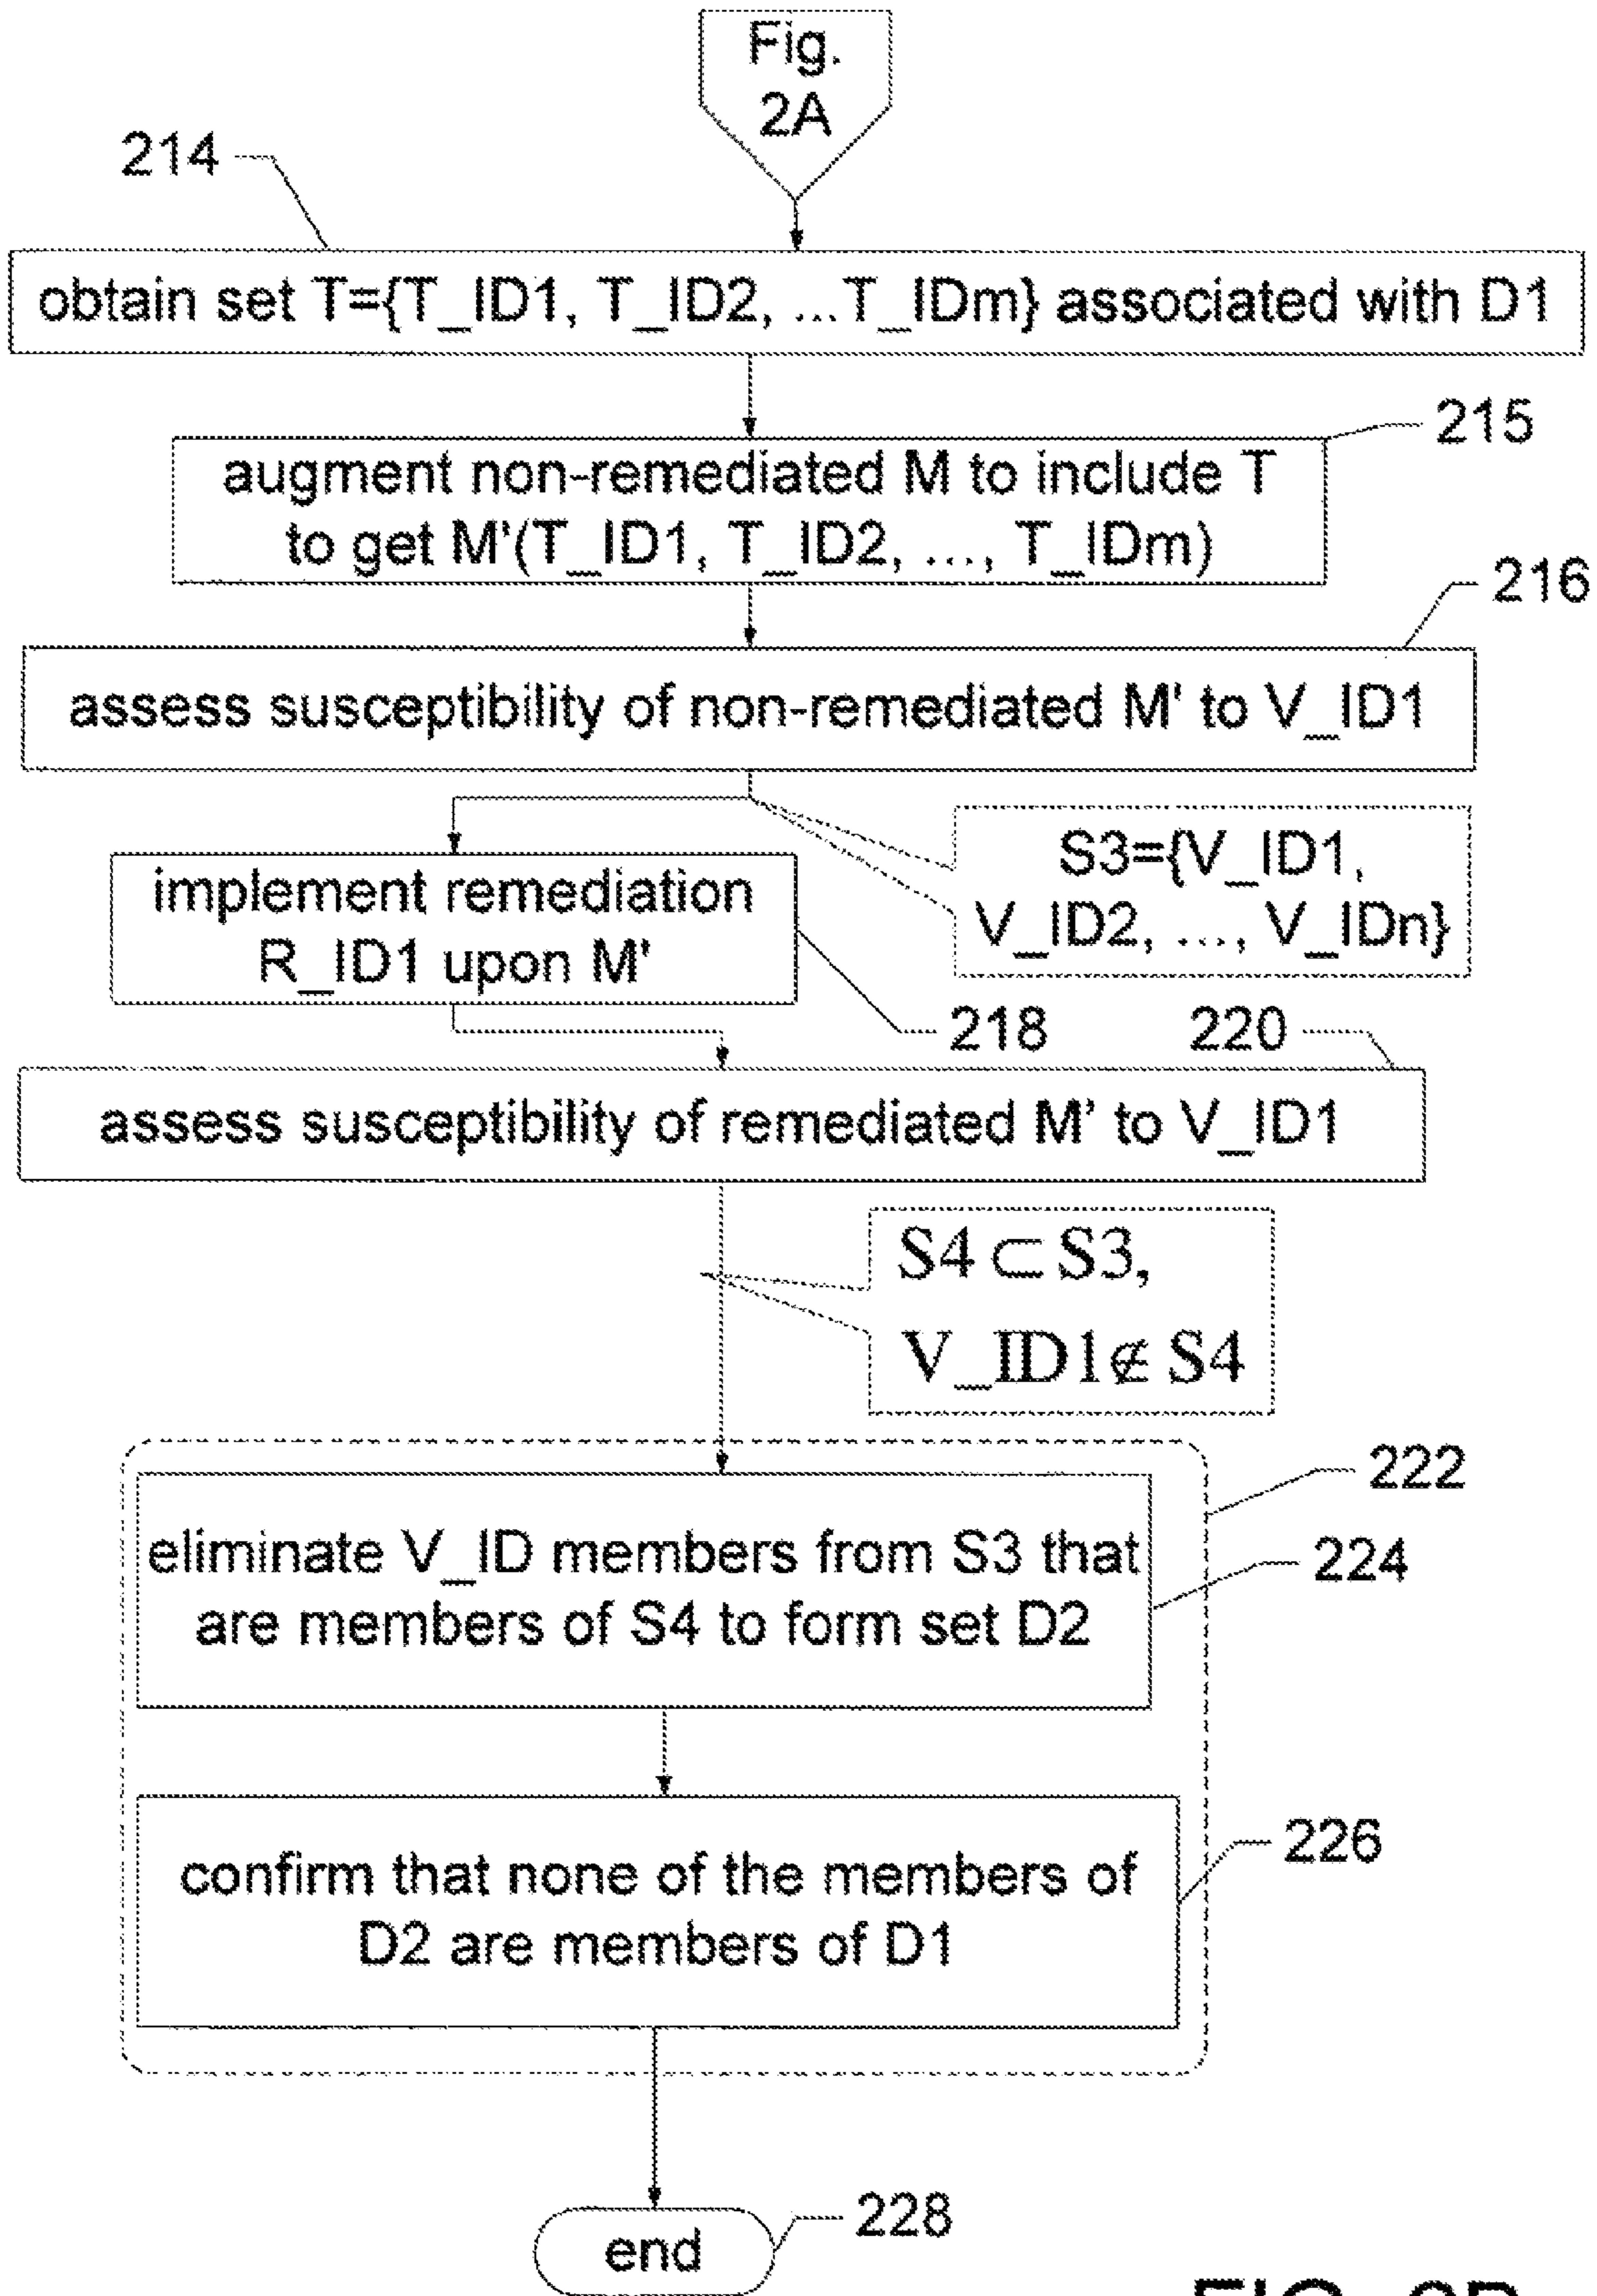 Fig.
2A
214
obtain set T={T_ID1, T_ID2, ...T_IDm} associated with D1
215
augment non-remediated M to include T
to get M'(T_ID1, T_ID2, ..., T_IDm)
216
assess susceptibility of non-remediated M' to V_ID1
S3={V_ID1,
V_ID2, ..., V_IDn}
implement remediation
R_ID1 upon M'
218
220
assess susceptibility of remediated M' to V_ID1
S4 ⊂ S3,
V_ID1∉ S4
222
eliminate V_ID members from S3 that
are members of S4 to form set D2
224
confirm that none of the members of
D2 are members of D1
226
end
228